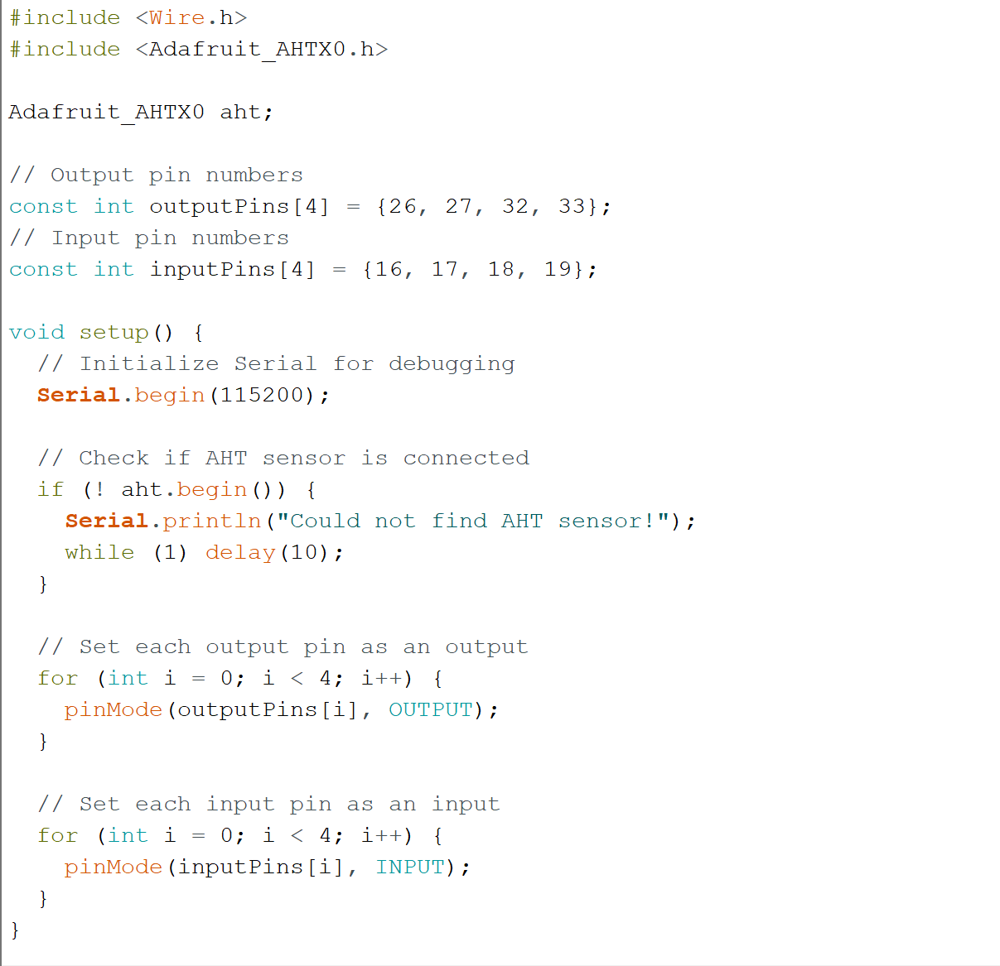 #include <Wire.h>
#include <Adafruit_AHTX0.h>

Adafruit_AHTX0 aht;

// Output pin numbers
const int outputPins[4] = {26, 27, 32, 33};
// Input pin numbers
const int inputPins[4] = {16, 17, 18, 19};

void setup() {
  // Initialize Serial for debugging
  Serial.begin(115200);

  // Check if AHT sensor is connected
  if (! aht.begin()) {
    Serial.println("Could not find AHT sensor!");
    while (1) delay(10);
  }

  // Set each output pin as an output
  for (int i = 0; i < 4; i++) {
    pinMode(outputPins[i], OUTPUT);
  }

  // Set each input pin as an input
  for (int i = 0; i < 4; i++) {
    pinMode(inputPins[i], INPUT);
  }
}